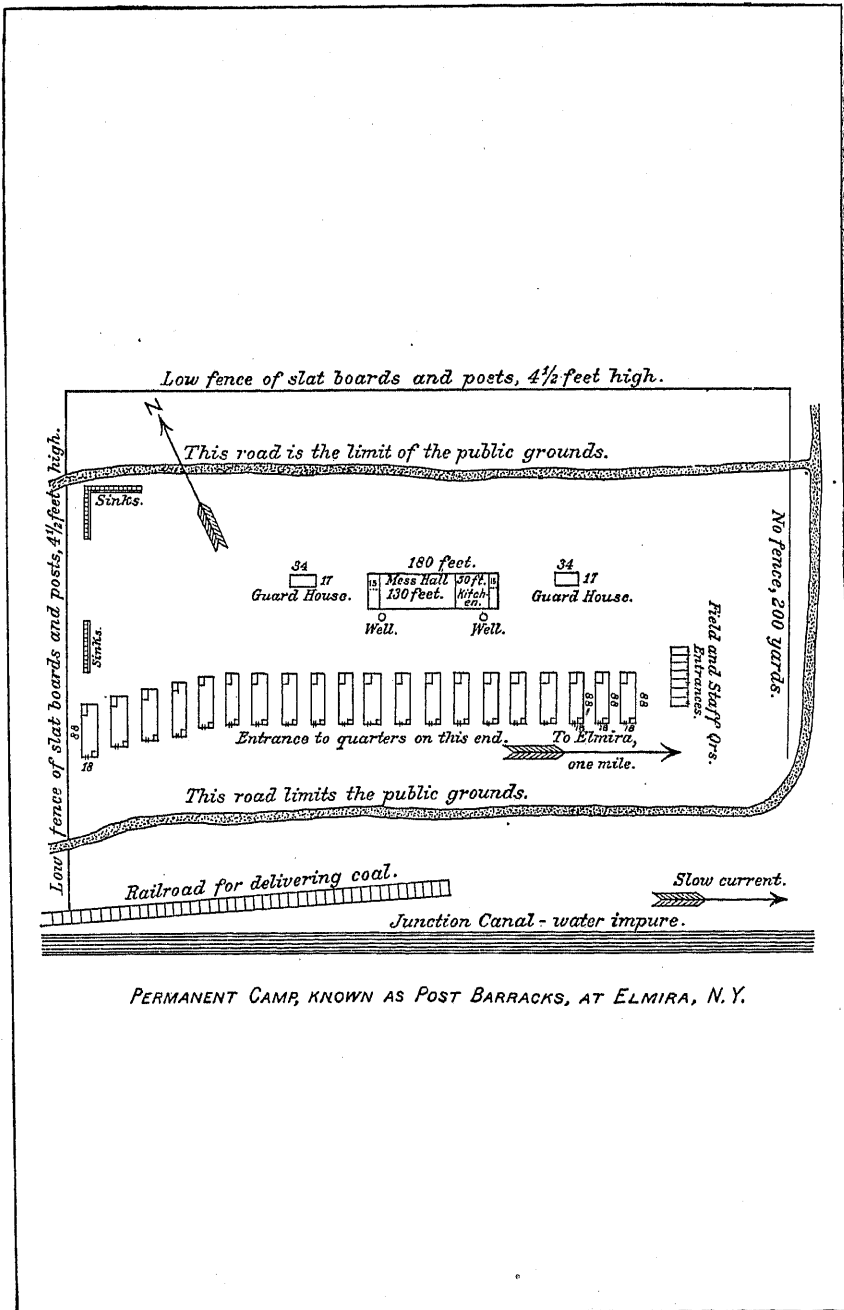 Low fence of slat boards and posts, 4½ feet high.
N
This road is the limit of the public grounds.
Low fence of slat boards and posts, 4½ feet high.
Sinks.
No fence, 200 yards.
180 feet.
34
17
Guard House.
15
Mess Hall
130 feet.
30 ft.
Kitch-
en.
15
34
17
Guard House.
Well.
Well.
Sinks.
Field and Staff Qrs.
Entrances.
88
18
88
88
88
18
18
18
Entrance to quarters on this end.
To Elmira,
one mile.
This road limits the public grounds.
Railroad for delivering coal.
Slow current.
Junction Canal - water impure.
PERMANENT CAMP, KNOWN AS POST BARRACKS, AT ELMIRA, N. Y.